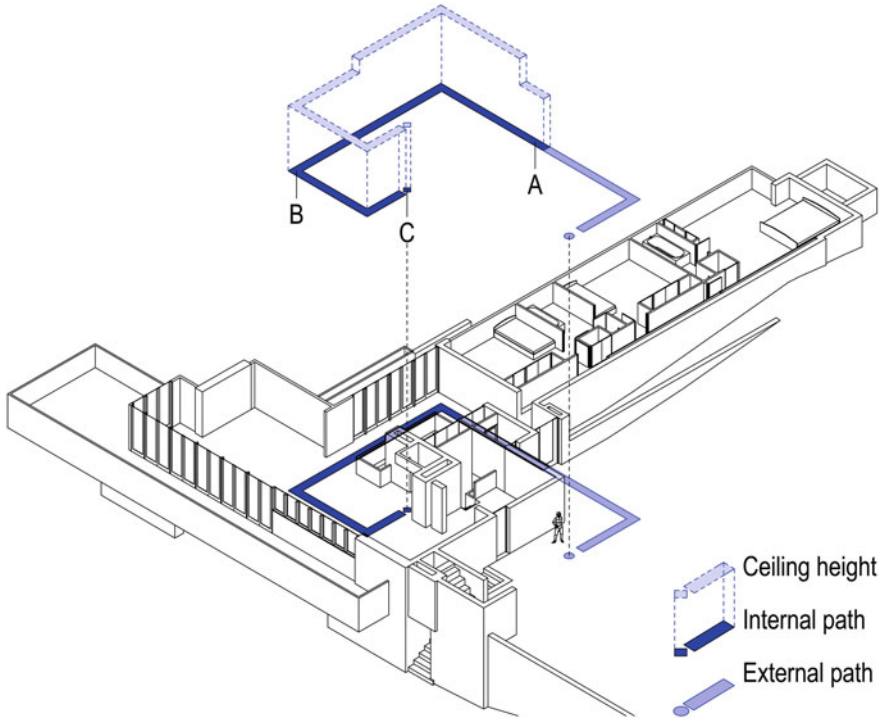 A
B
C
Ceiling height
Internal path
External path